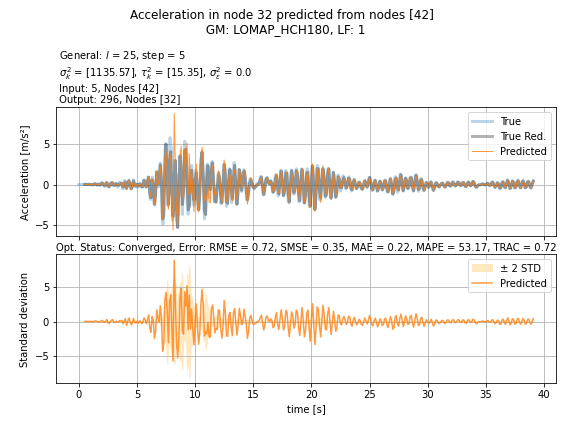 Acceleration in node 32 predicted from nodes [42]
GM: LOMAP_HCH180, LF: 1
General: l = 25, step = 5
σ²ₖ = [1135.57], τ²ₖ = [15.35], σ²ε = 0.0
Input: 5, Nodes [42]
Output: 296, Nodes [32]
Acceleration [m/s²]
5
0
−5
True
True Red.
Predicted
Opt. Status: Converged, Error: RMSE = 0.72, SMSE = 0.35, MAE = 0.22, MAPE = 53.17, TRAC = 0.72
Standard deviation
5
0
−5
± 2 STD
Predicted
0 5 10 15 20 25 30 35 40
time [s]